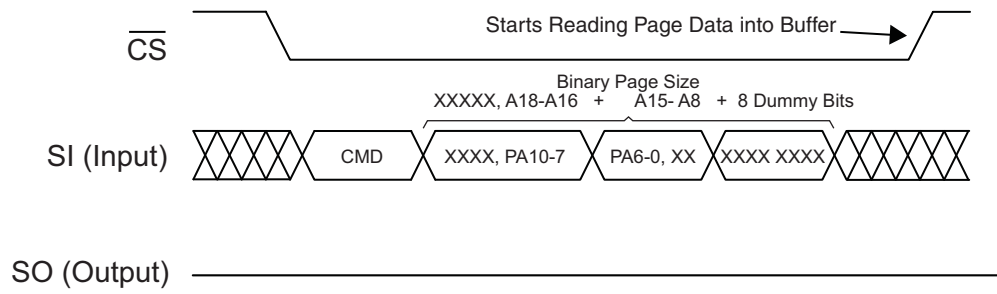 Starts Reading Page Data into Buffer
CS
Binary Page Size
XXXXX, A18-A16 + A15- A8 + 8 Dummy Bits
SI (Input)
CMD
XXXX, PA10-7
PA6-0, XX
XXXX XXXX
SO (Output)